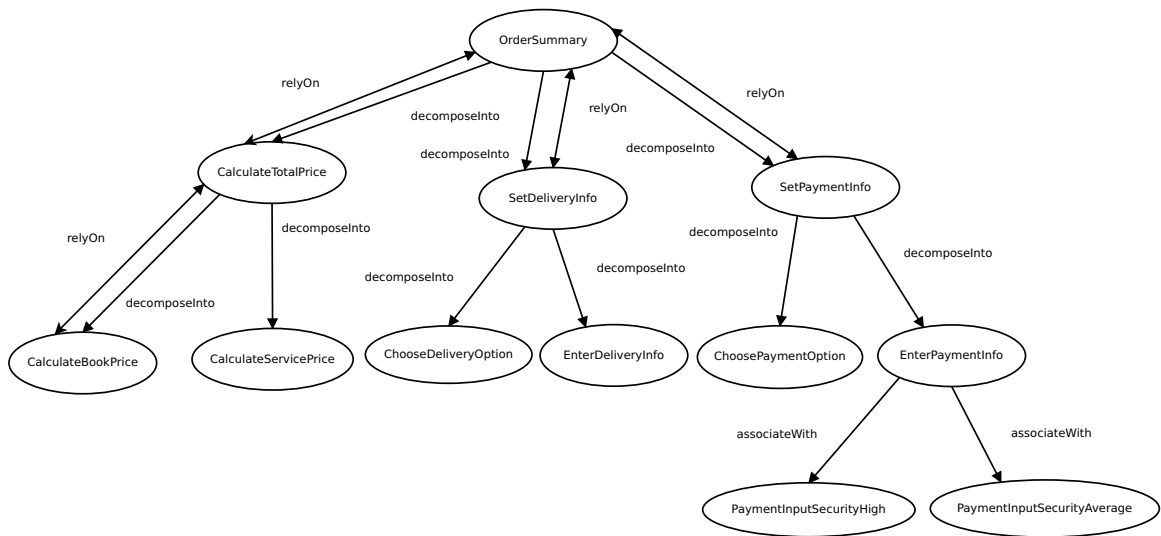 OrderSummary
relyOn
relyOn
relyOn
decomposeInto
decomposeInto
decomposeInto
CalculateTotalPrice
SetDeliveryInfo
SetPaymentInfo
relyOn
decomposeInto
decomposeInto
decomposeInto
decomposeInto
decomposeInto
decomposeInto
CalculateBookPrice
CalculateServicePrice
ChooseDeliveryOption
EnterDeliveryInfo
ChoosePaymentOption
EnterPaymentInfo
associateWith
associateWith
PaymentInputSecurityHigh
PaymentInputSecurityAverage